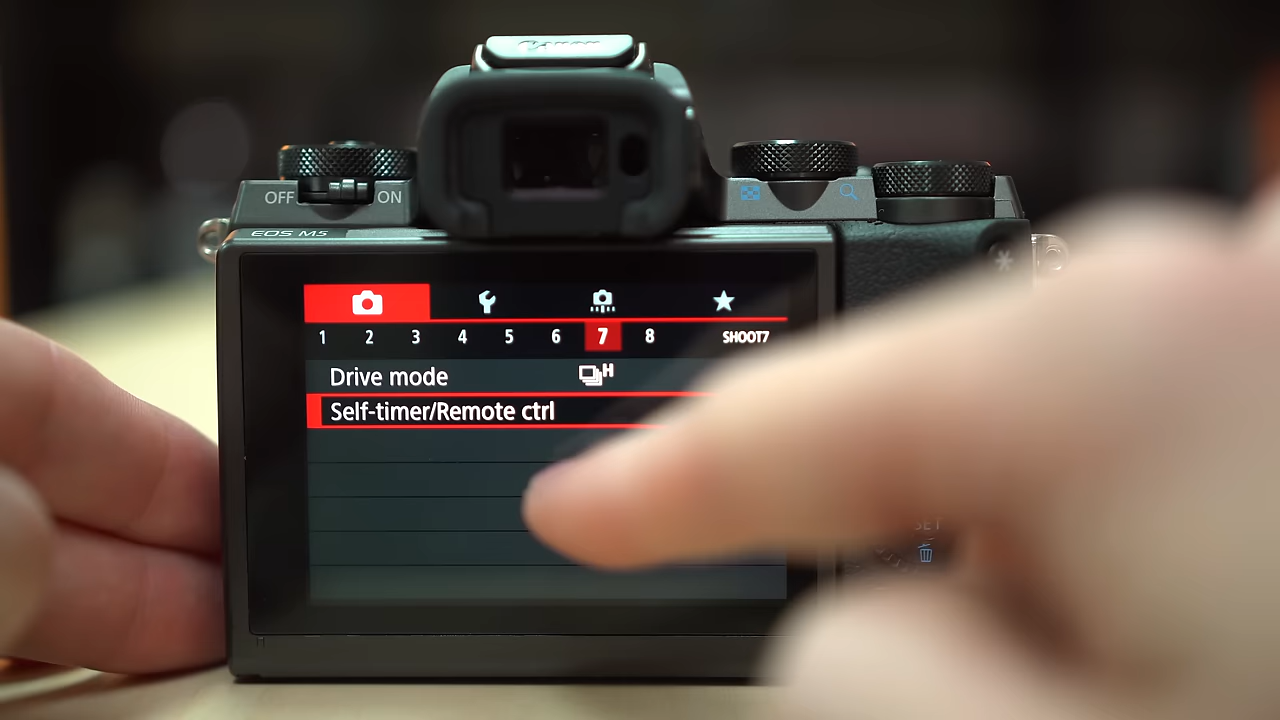 Canon
OFF ON
EOS M5
1 2 3 4 5 6 7 8 SHOOT7
Drive mode H
Self-timer/Remote ctrl
SET
H